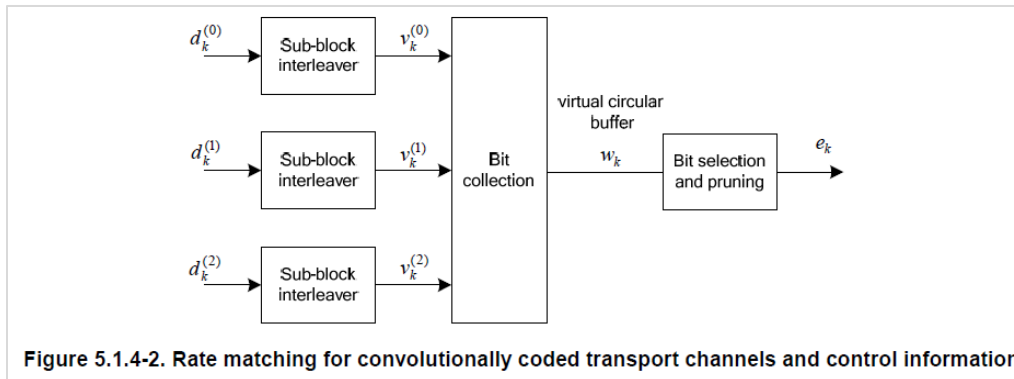 d_k^{(0)}
Sub-block
interleaver
v_k^{(0)}
d_k^{(1)}
Sub-block
interleaver
v_k^{(1)}
d_k^{(2)}
Sub-block
interleaver
v_k^{(2)}
Bit
collection
virtual circular
buffer
w_k
Bit selection
and pruning
e_k
Figure 5.1.4-2. Rate matching for convolutionally coded transport channels and control information